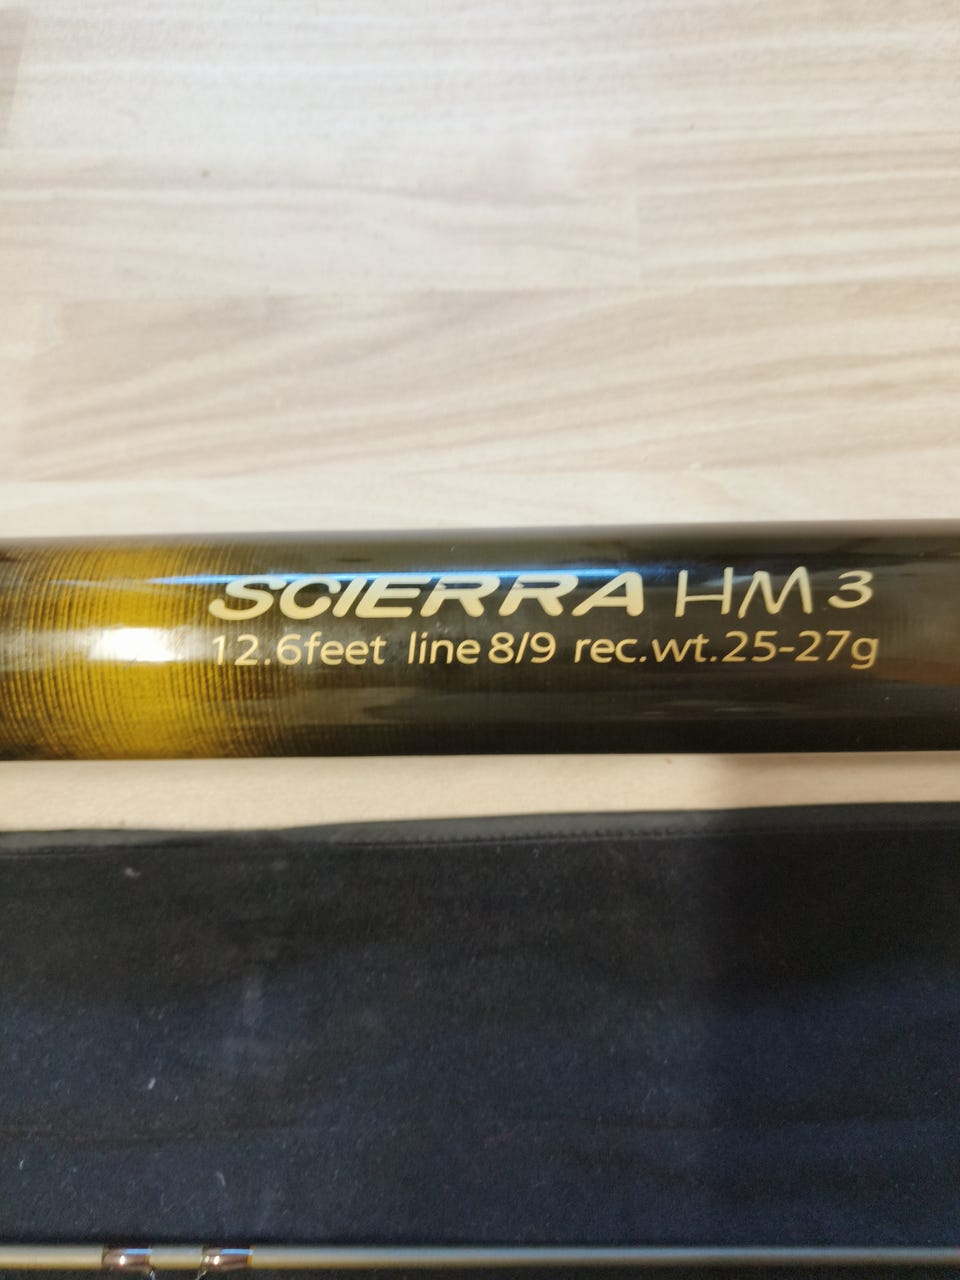 SCIERRA HM3
12.6feet line 8/9 rec.wt.25-27g